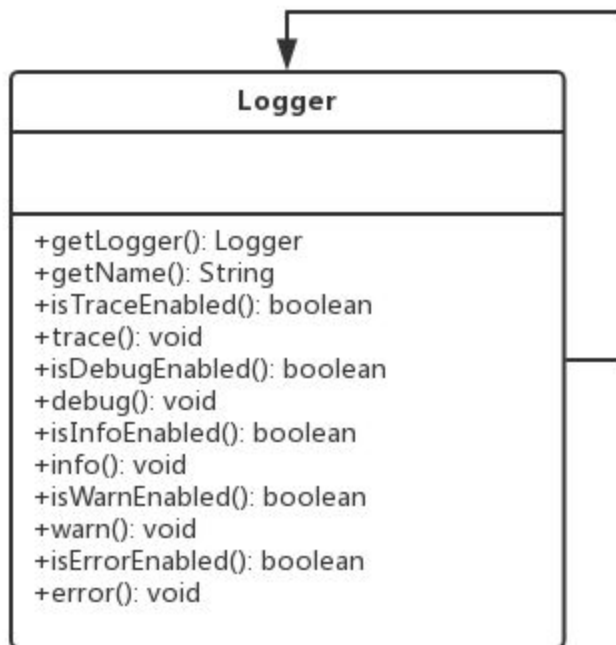 Logger
+getLogger(): Logger
+getName(): String
+isTraceEnabled(): boolean
+trace(): void
+isDebugEnabled(): boolean
+debug(): void
+isInfoEnabled(): boolean
+info(): void
+isWarnEnabled(): boolean
+warn(): void
+isErrorEnabled(): boolean
+error(): void